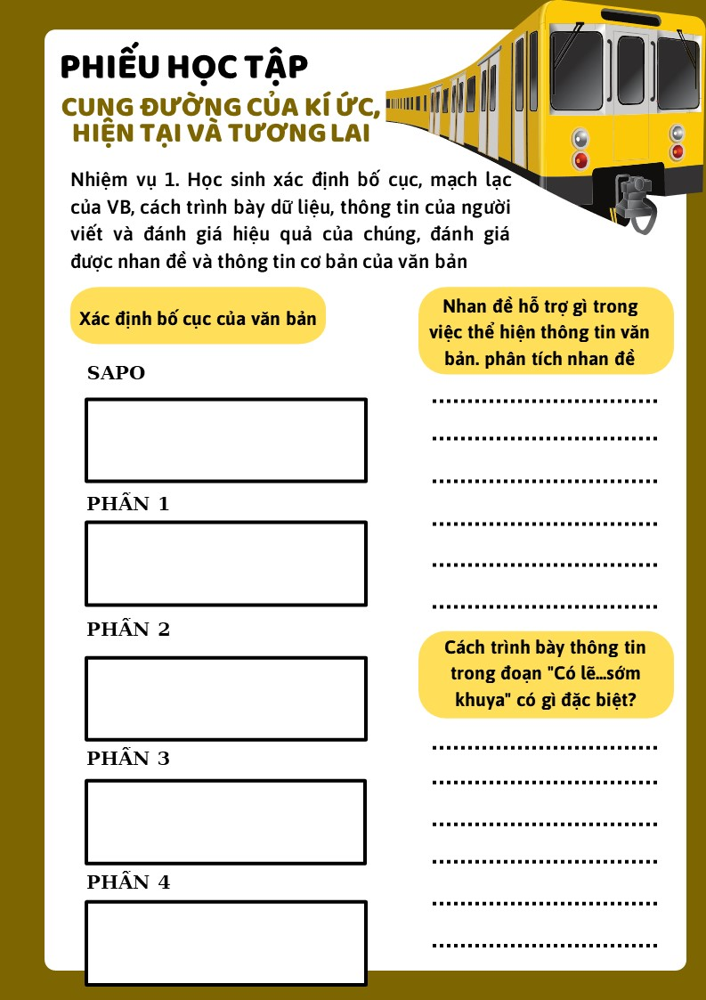 PHIẾU HỌC TẬP
CUNG ĐƯỜNG CỦA KÍ ỨC,
HIỆN TẠI VÀ TƯƠNG LAI
Nhiệm vụ 1. Học sinh xác định bố cục, mạch lạc
của VB, cách trình bày dữ liệu, thông tin của người
viết và đánh giá hiệu quả của chúng, đánh giá
được nhan đề và thông tin cơ bản của văn bản
Xác định bố cục của văn bản
SAPO
PHẦN 1
PHẦN 2
PHẦN 3
PHẦN 4
Nhan đề hỗ trợ gì trong
việc thể hiện thông tin văn
bản. phân tích nhan đề
Cách trình bày thông tin
trong đoạn "Có lẽ...sớm
khuya" có gì đặc biệt?